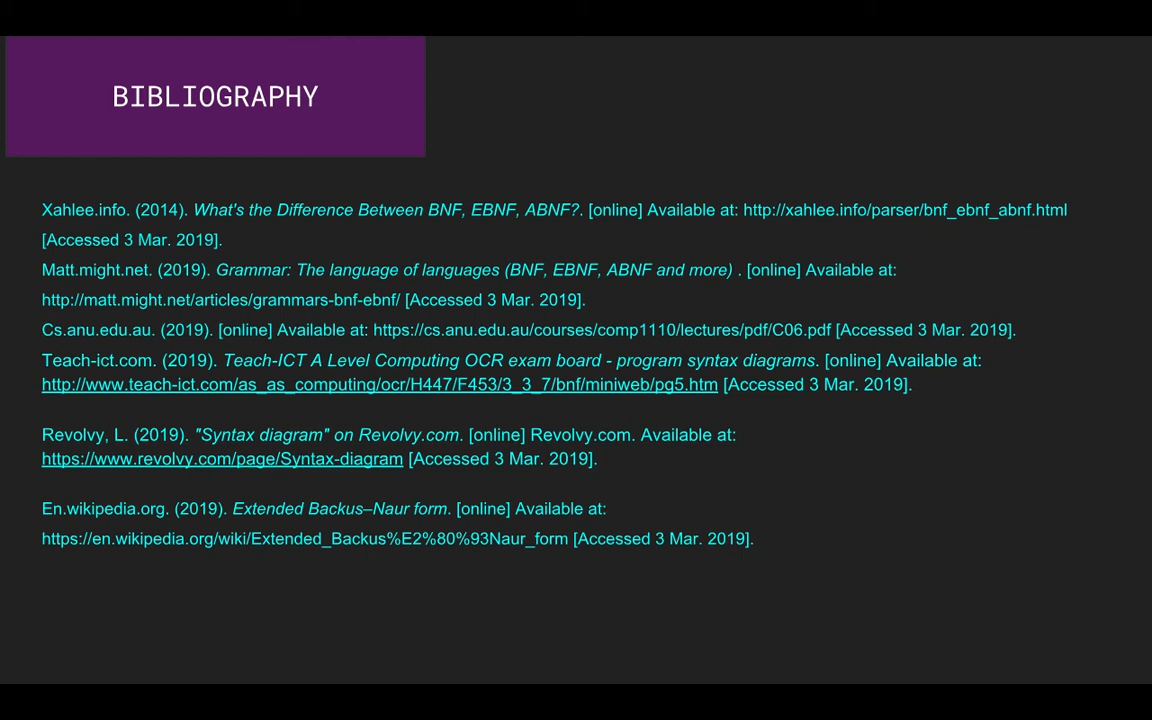 BIBLIOGRAPHY
Xahlee.info. (2014). What's the Difference Between BNF, EBNF, ABNF?. [online] Available at: http://xahlee.info/parser/bnf_ebnf_abnf.html
[Accessed 3 Mar. 2019].
Matt.might.net. (2019). Grammar: The language of languages (BNF, EBNF, ABNF and more) . [online] Available at:
http://matt.might.net/articles/grammars-bnf-ebnf/ [Accessed 3 Mar. 2019].
Cs.anu.edu.au. (2019). [online] Available at: https://cs.anu.edu.au/courses/comp1110/lectures/pdf/C06.pdf [Accessed 3 Mar. 2019].
Teach-ict.com. (2019). Teach-ICT A Level Computing OCR exam board - program syntax diagrams. [online] Available at:
http://www.teach-ict.com/as_as_computing/ocr/H447/F453/3_3_7/bnf/miniweb/pg5.htm [Accessed 3 Mar. 2019].
Revolvy, L. (2019). "Syntax diagram" on Revolvy.com. [online] Revolvy.com. Available at:
https://www.revolvy.com/page/Syntax-diagram [Accessed 3 Mar. 2019].
En.wikipedia.org. (2019). Extended Backus–Naur form. [online] Available at:
https://en.wikipedia.org/wiki/Extended_Backus%E2%80%93Naur_form [Accessed 3 Mar. 2019].